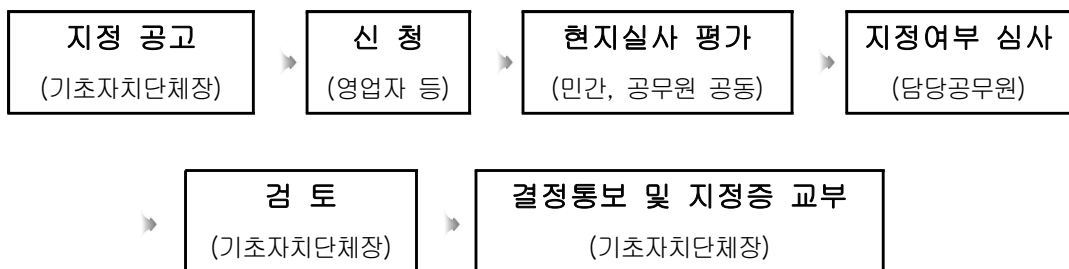 지정 공고
(기초자치단체장)
신 청
(영업자 등)
현지실사 평가
(민간, 공무원 공동)
지정여부 심사
(담당공무원)
검 토
(기초자치단체장)
결정통보 및 지정증 교부
(기초자치단체장)